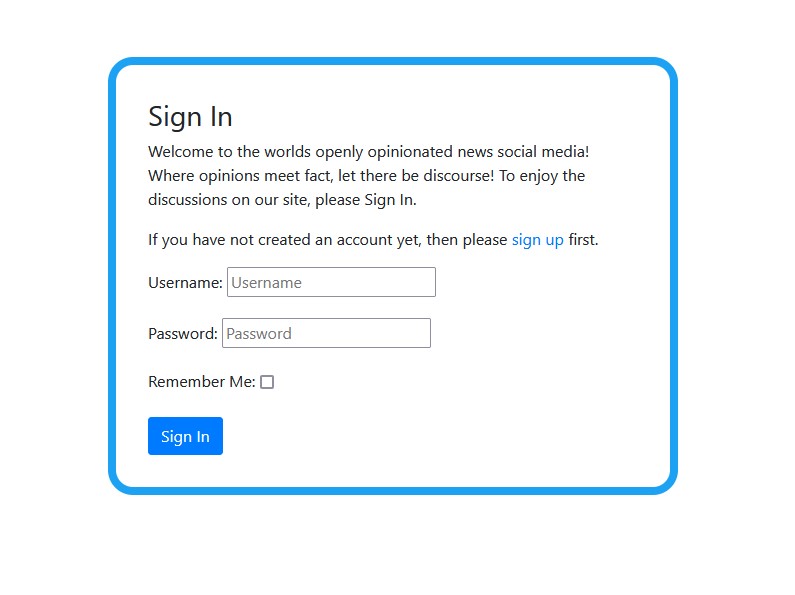 Sign In
Welcome to the worlds openly opinionated news social media!
Where opinions meet fact, let there be discourse! To enjoy the
discussions on our site, please Sign In.
If you have not created an account yet, then please sign up first.
Username: Username
Password: Password
Remember Me:
Sign In